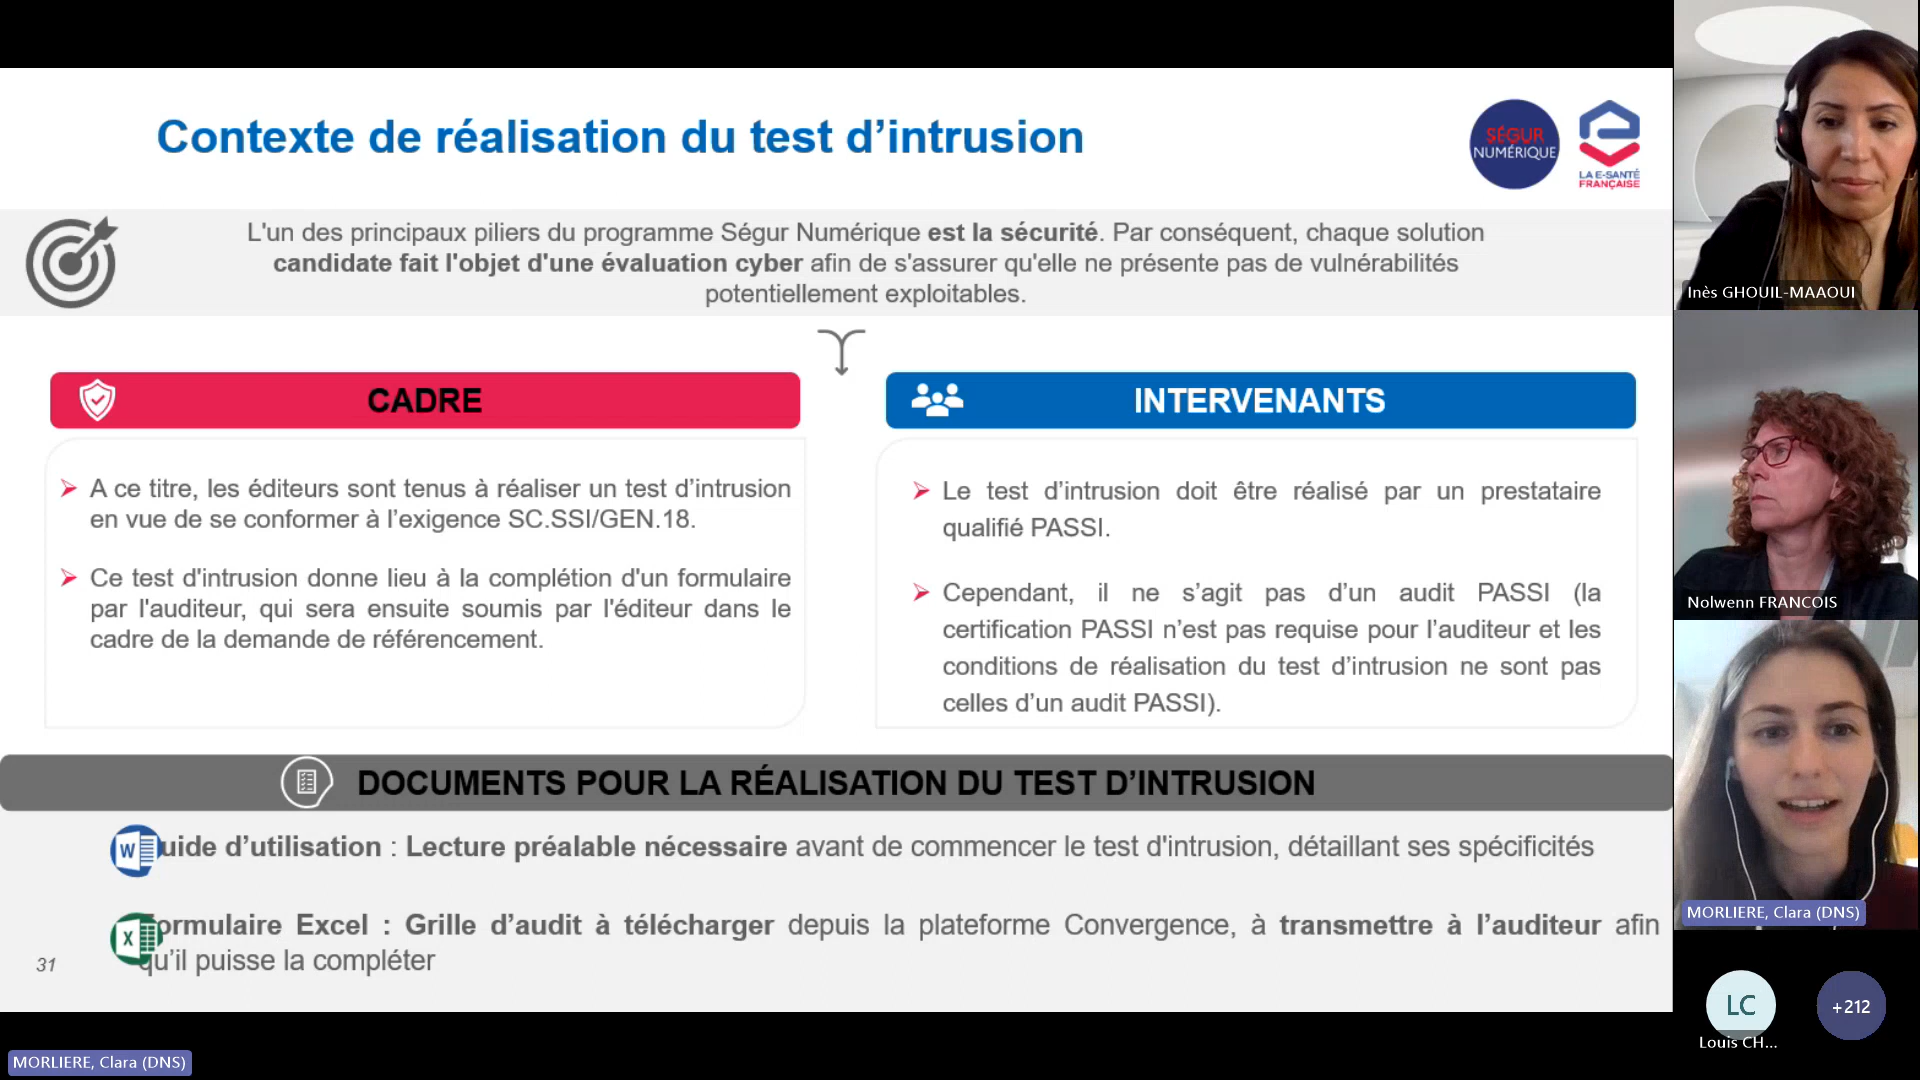 Contexte de réalisation du test d’intrusion
SÉGUR
NUMÉRIQUE
LA E-SANTÉ
FRANÇAISE
L'un des principaux piliers du programme Ségur Numérique est la sécurité. Par conséquent, chaque solution
candidate fait l'objet d'une évaluation cyber afin de s'assurer qu'elle ne présente pas de vulnérabilités
potentiellement exploitables.
CADRE
A ce titre, les éditeurs sont tenus à réaliser un test d’intrusion
en vue de se conformer à l’exigence SC.SSI/GEN.18.
Ce test d'intrusion donne lieu à la complétion d'un formulaire
par l'auditeur, qui sera ensuite soumis par l'éditeur dans le
cadre de la demande de référencement.
INTERVENANTS
Le test d’intrusion doit être réalisé par un prestataire
qualifié PASSI.
Cependant, il ne s’agit pas d’un audit PASSI (la
certification PASSI n’est pas requise pour l’auditeur et les
conditions de réalisation du test d’intrusion ne sont pas
celles d’un audit PASSI).
DOCUMENTS POUR LA RÉALISATION DU TEST D’INTRUSION
W
uide d’utilisation : Lecture préalable nécessaire avant de commencer le test d'intrusion, détaillant ses spécificités
X
ormulaire Excel : Grille d’audit à télécharger depuis la plateforme Convergence, à transmettre à l’auditeur afin
qu’il puisse la compléter
31
Inès GHOUIL-MAAOUI
Nolwenn FRANCOIS
MORLIERE, Clara (DNS)
LC
+212
Louis CH...
MORLIERE, Clara (DNS)